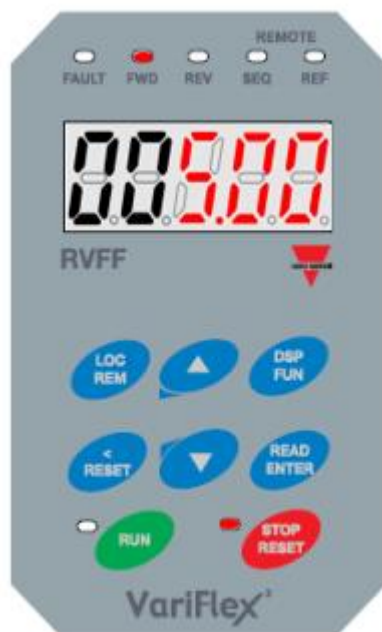 REMOTE
FAULT FWD REV SEQ REF
005.00
RVFF
LOC
REM
DSP
FUN
<
RESET
READ
ENTER
RUN
STOP
RESET
VariFlex²